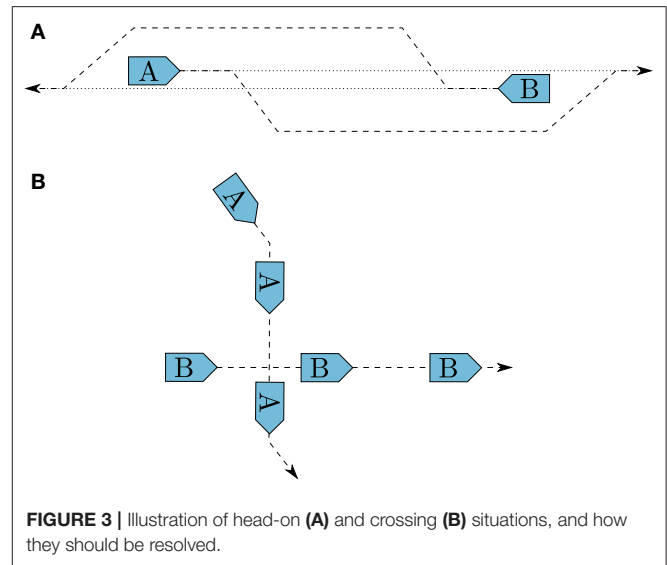 A
A
B
B
A
A
B
B
B
A
FIGURE 3 | Illustration of head-on (A) and crossing (B) situations, and how
they should be resolved.